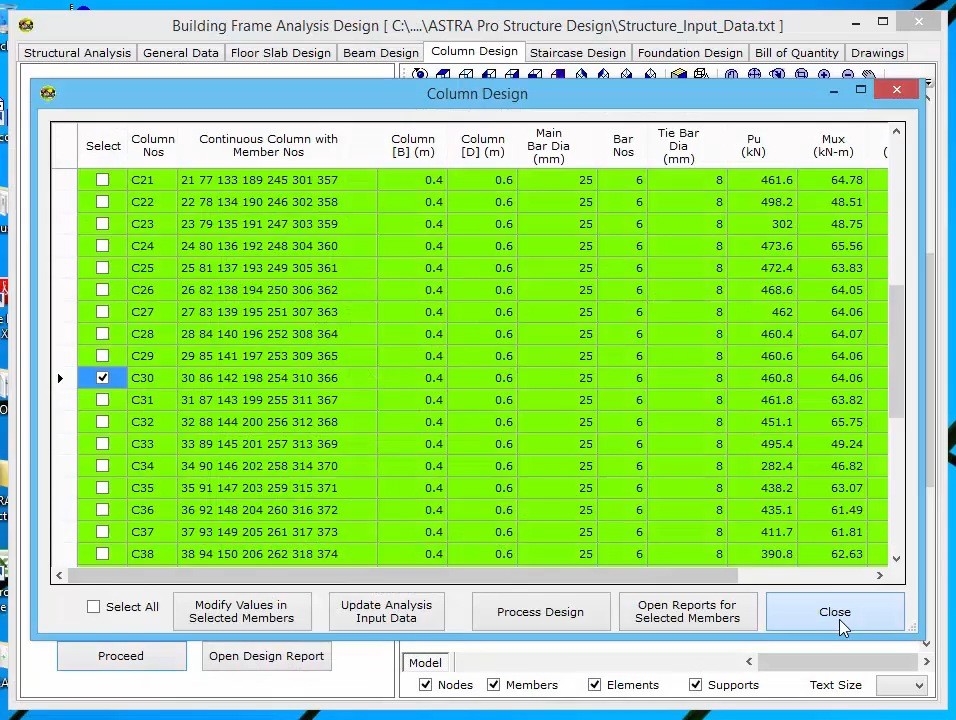 Building Frame Analysis Design [ C:\....\ASTRA Pro Structure Design\Structure_Input_Data.txt ]
Structural Analysis General Data Floor Slab Design Beam Design Column Design Staircase Design Foundation Design Bill of Quantity Drawings
Column Design
Select Column Nos Continuous Column with Member Nos Column [B] (m) Column [D] (m) Main Bar Dia (mm) Bar Nos Tie Bar Dia (mm) Pu (kN) Mux (kN-m) (
C21 21 77 133 189 245 301 357 0.4 0.6 25 6 8 461.6 64.78
C22 22 78 134 190 246 302 358 0.4 0.6 25 6 8 498.2 48.51
C23 23 79 135 191 247 303 359 0.4 0.6 25 6 8 302 48.75
C24 24 80 136 192 248 304 360 0.4 0.6 25 6 8 473.6 65.56
C25 25 81 137 193 249 305 361 0.4 0.6 25 6 8 472.4 63.83
C26 26 82 138 194 250 306 362 0.4 0.6 25 6 8 468.6 64.05
C27 27 83 139 195 251 307 363 0.4 0.6 25 6 8 462 64.06
C28 28 84 140 196 252 308 364 0.4 0.6 25 6 8 460.4 64.07
C29 29 85 141 197 253 309 365 0.4 0.6 25 6 8 460.6 64.06
C30 30 86 142 198 254 310 366 0.4 0.6 25 6 8 460.8 64.06
C31 31 87 143 199 255 311 367 0.4 0.6 25 6 8 461.8 63.82
C32 32 88 144 200 256 312 368 0.4 0.6 25 6 8 451.1 65.75
C33 33 89 145 201 257 313 369 0.4 0.6 25 6 8 495.4 49.24
C34 34 90 146 202 258 314 370 0.4 0.6 25 6 8 282.4 46.82
C35 35 91 147 203 259 315 371 0.4 0.6 25 6 8 438.2 63.07
C36 36 92 148 204 260 316 372 0.4 0.6 25 6 8 435.1 61.49
C37 37 93 149 205 261 317 373 0.4 0.6 25 6 8 411.7 61.81
C38 38 94 150 206 262 318 374 0.4 0.6 25 6 8 390.8 62.63
Select All Modify Values in Selected Members Update Analysis Input Data Process Design Open Reports for Selected Members Close
Proceed Open Design Report Model
Nodes Members Elements Supports Text Size